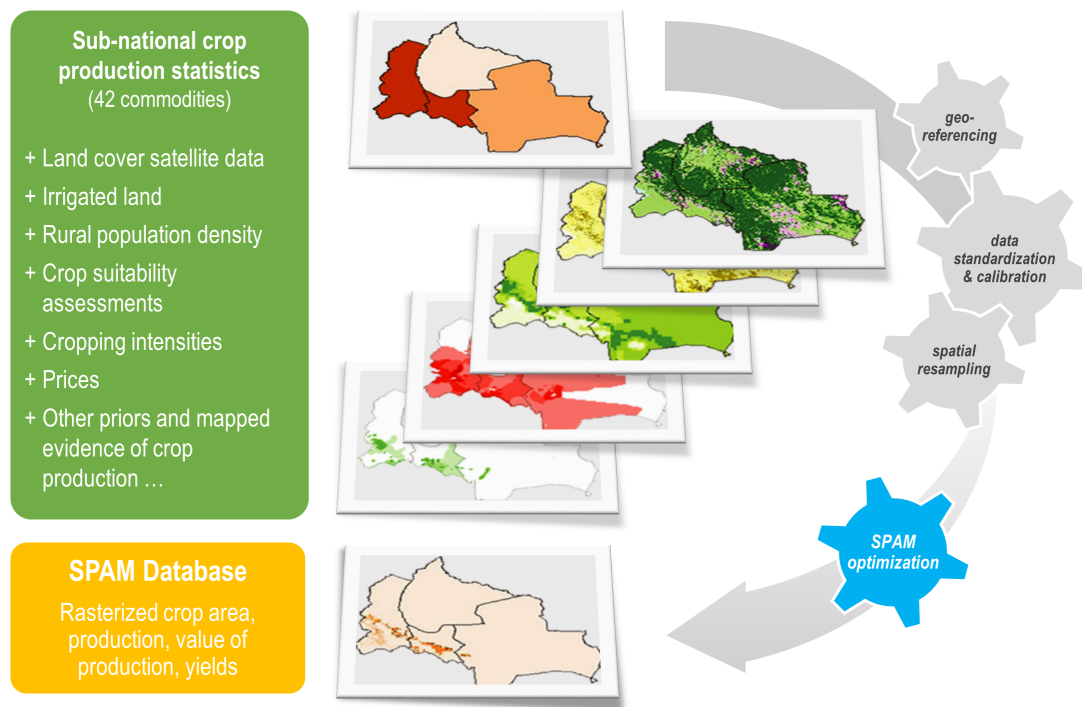 Sub-national crop
production statistics
(42 commodities)
+ Land cover satellite data
+ Irrigated land
+ Rural population density
+ Crop suitability
assessments
+ Cropping intensities
+ Prices
+ Other priors and mapped
evidence of crop
production …
SPAM Database
Rasterized crop area,
production, value of
production, yields
geo-
referencing
data
standardization
& calibration
spatial
resampling
SPAM
optimization